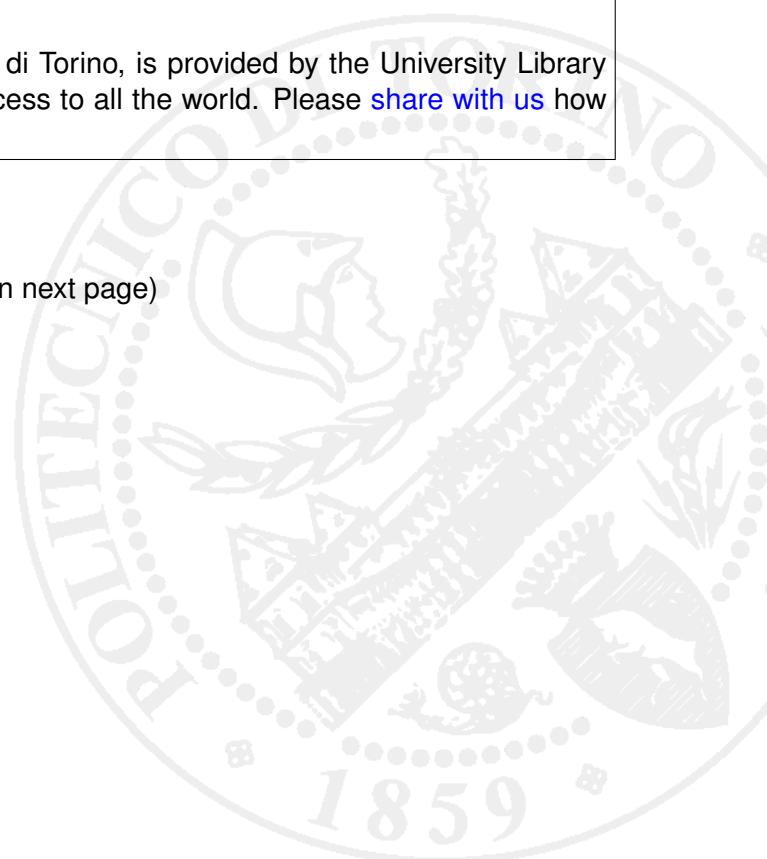 di Torino, is provided by the University Library
cess to all the world. Please share with us how
n next page)
POLITECNICO DI TORINO
1859